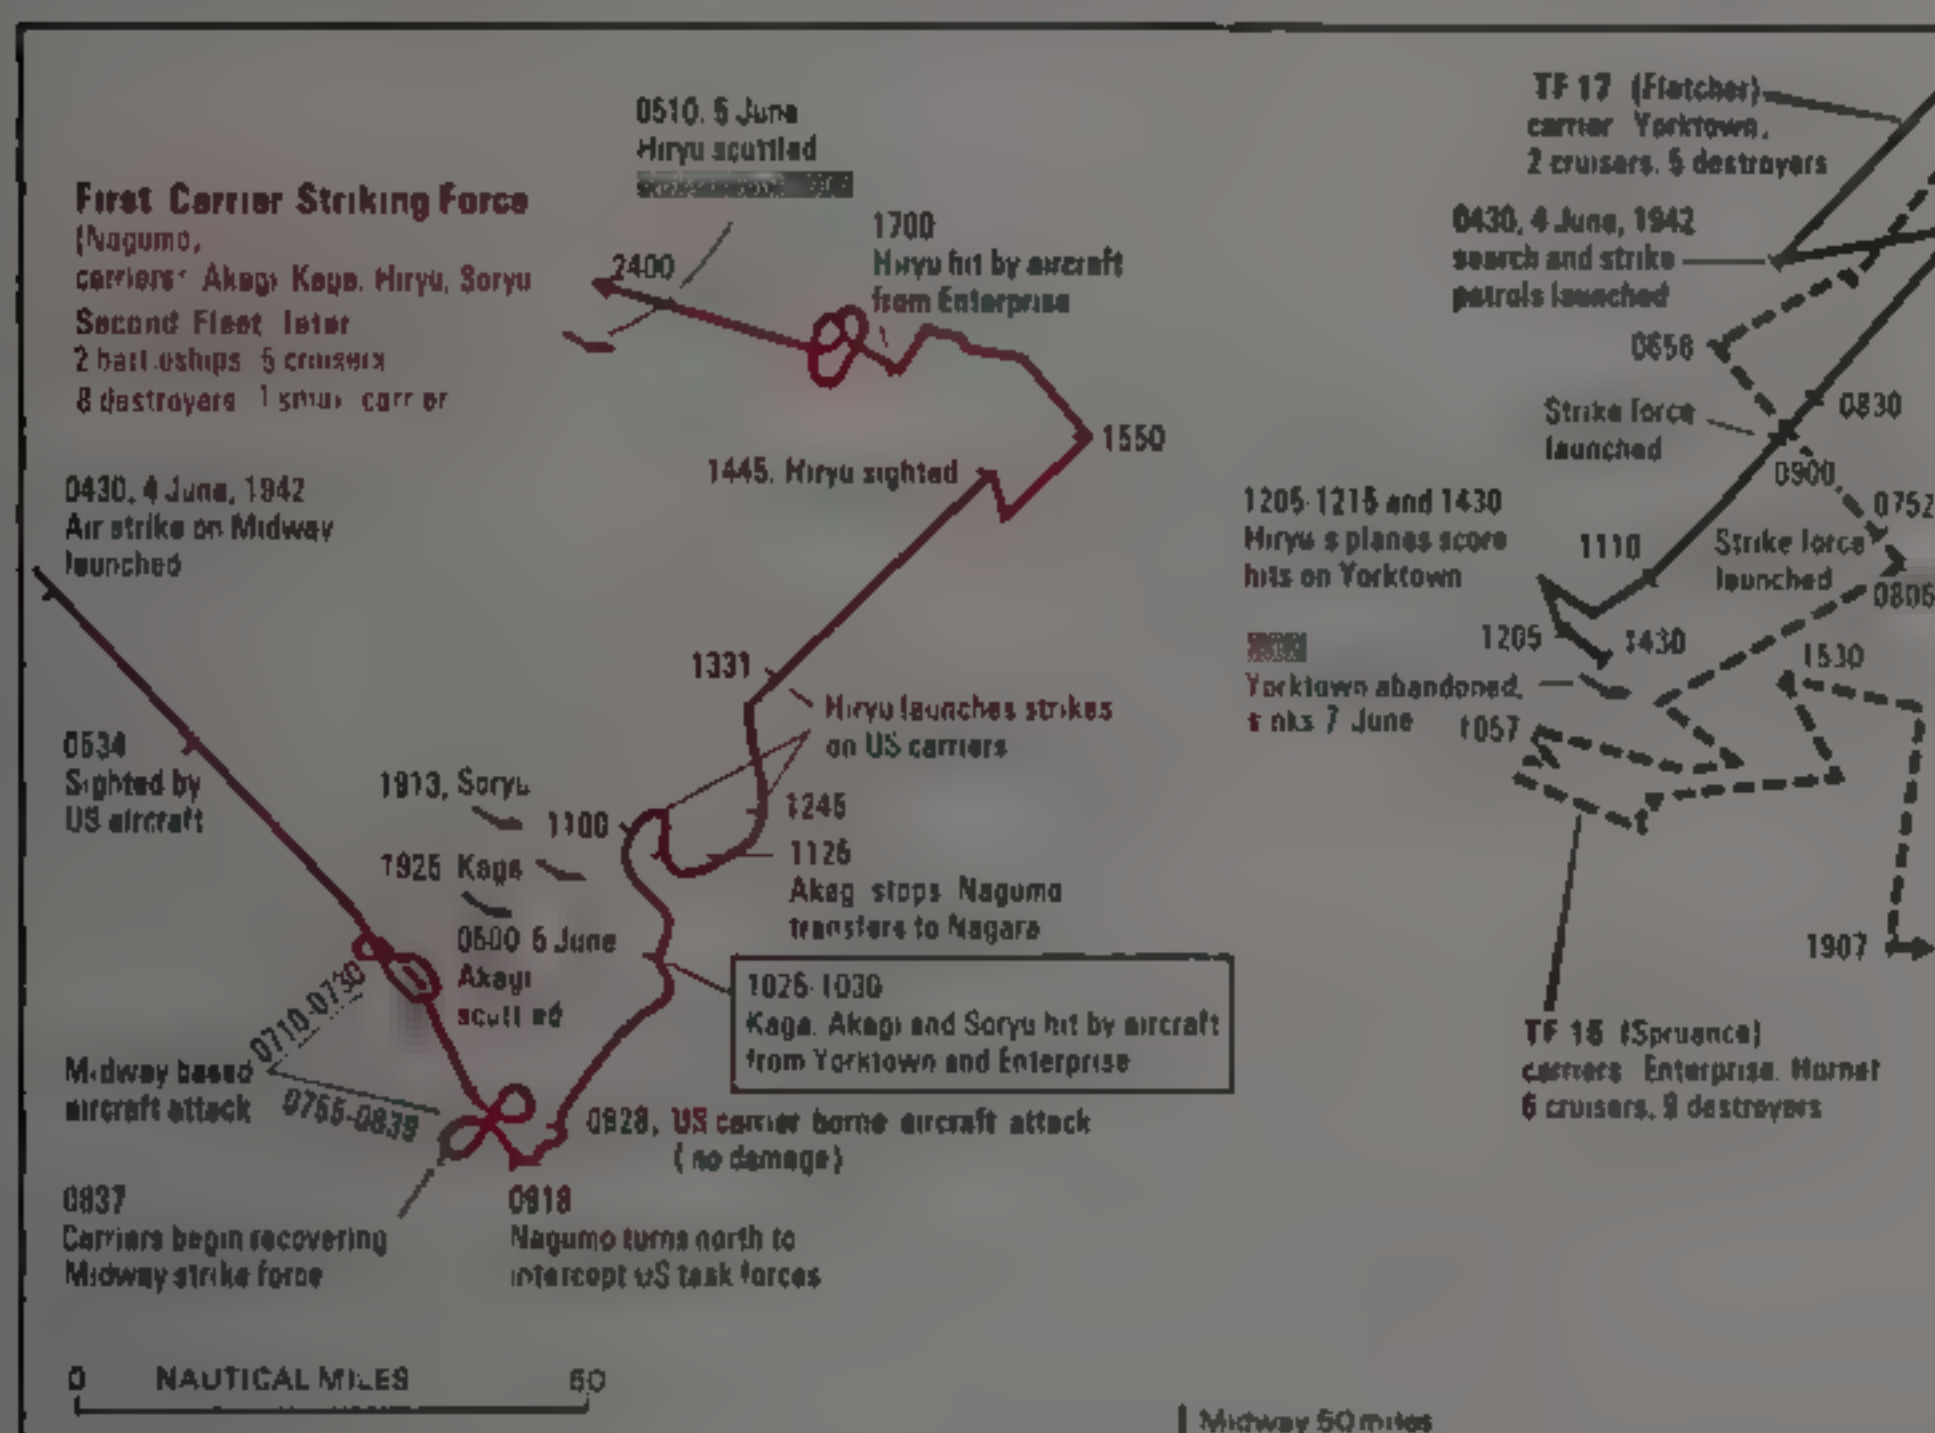 0510, 5 June
Hiryu scuttled
First Carrier Striking Force
(Nagumo,
carriers: Akagi Kaga, Hiryu, Soryu
Second Fleet later
2 battleships 5 cruisers
8 destroyers 1 small carrier
2400
1700
Hiryu hit by aircraft
from Enterprise
TF 17 (Fletcher)
carrier Yorktown,
2 cruisers, 5 destroyers
0430, 4 June, 1942
search and strike
patrols launched
0656
Strike force
launched
0830
0900
0752
1550
1445, Hiryu sighted
0430, 4 June, 1942
Air strike on Midway
launched
1205-1215 and 1430
Hiryu s planes score
hits on Yorktown
1110
Strike force
launched
0806
1205
1430
1530
1331
Yorktown abandoned,
sinks 7 June
1057
Hiryu launches strikes
on US carriers
0534
Sighted by
US aircraft
1913, Soryu
1100
1245
1925 Kaga
1126
Akagi stops Nagumo
transfers to Nagara
0500 5 June
Akagi
scuttled
1907
1026-1030
Kaga, Akagi and Soryu hit by aircraft
from Yorktown and Enterprise
0710-0730
Midway based
aircraft attack
0755-0839
TF 16 (Spruance)
carriers Enterprise, Hornet
6 cruisers, 9 destroyers
0928, US carrier borne aircraft attack
(no damage)
0837
Carriers begin recovering
Midway strike force
0918
Nagumo turns north to
intercept US task forces
0 NAUTICAL MILES 50
Midway 50 miles